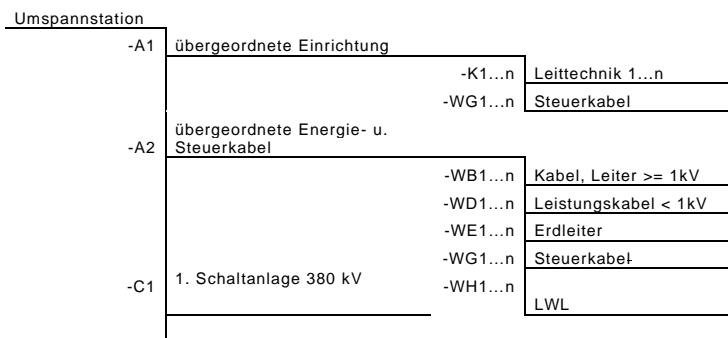 Umspannstation
-A1 übergeordnete Einrichtung
-K1...n Leittechnik 1...n
-WG1...n Steuerkabel
übergeordnete Energie- u.
-A2 Steuerkabel
-WB1...n Kabel, Leiter >= 1kV
-WD1...n Leistungskabel < 1kV
-WE1...n Erdleiter
-WG1...n Steuerkabel
-C1 1. Schaltanlage 380 kV -WH1...n
LWL